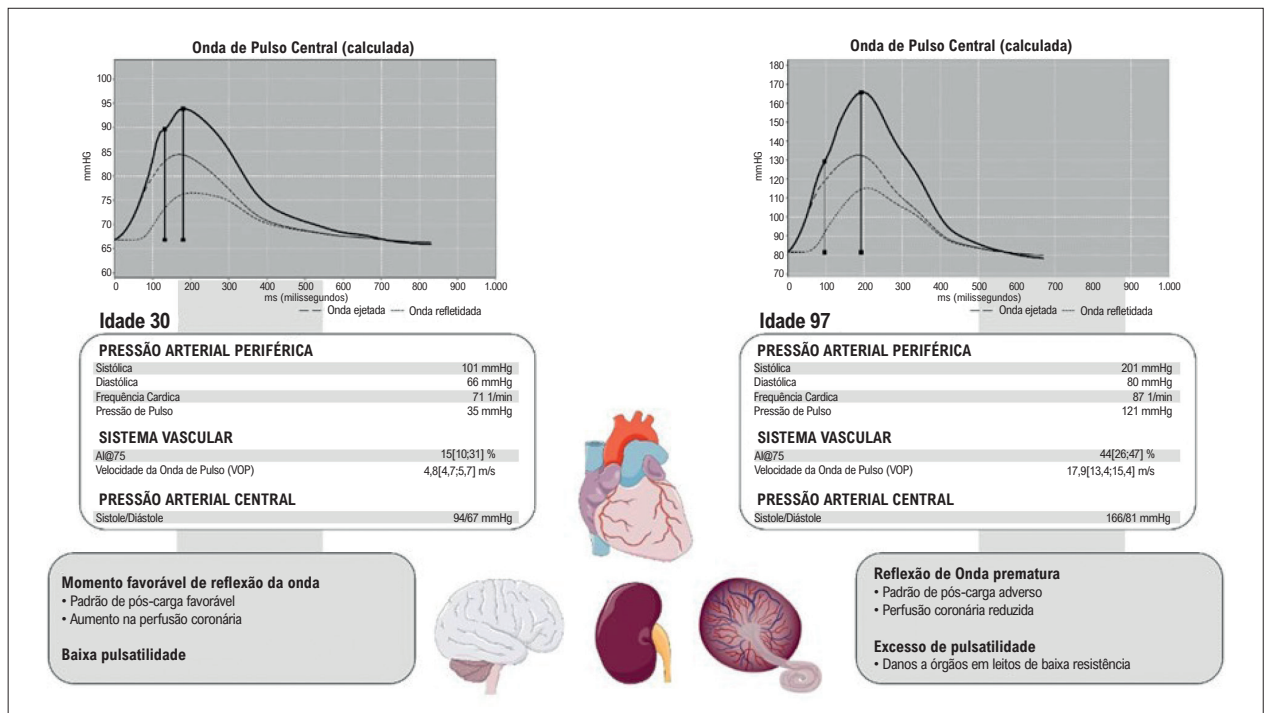 Onda de Pulso Central (calculada)
mmHG
100
95
90
85
80
75
70
65
60
0 100 200 300 400 500 600 700 800 900 1.000
ms (milissegundos)
Onda ejetada Onda refletidada
Idade 30
PRESSÃO ARTERIAL PERIFÉRICA
Sistólica 101 mmHg
Diastólica 66 mmHg
Frequência Cardica 71 1/min
Pressão de Pulso 35 mmHg
SISTEMA VASCULAR
AI@75 15[10;31] %
Velocidade da Onda de Pulso (VOP) 4,8[4,7;5,7] m/s
PRESSÃO ARTERIAL CENTRAL
Sistole/Diástole 94/67 mmHg
Momento favorável de reflexão da onda
• Padrão de pós-carga favorável
• Aumento na perfusão coronária
Baixa pulsatilidade
Onda de Pulso Central (calculada)
mmHG
180
170
160
150
140
130
120
110
100
90
80
70
0 100 200 300 400 500 600 700 800 900 1.000
ms (milissegundos)
Onda ejetada Onda refletidada
Idade 97
PRESSÃO ARTERIAL PERIFÉRICA
Sistólica 201 mmHg
Diastólica 80 mmHg
Frequência Cardica 87 1/min
Pressão de Pulso 121 mmHg
SISTEMA VASCULAR
AI@75 44[26;47] %
Velocidade da Onda de Pulso (VOP) 17,9[13,4;15,4] m/s
PRESSÃO ARTERIAL CENTRAL
Sistole/Diástole 166/81 mmHg
Reflexão de Onda prematura
• Padrão de pós-carga adverso
• Perfusão coronária reduzida
Excesso de pulsatilidade
• Danos a órgãos em leitos de baixa resistência